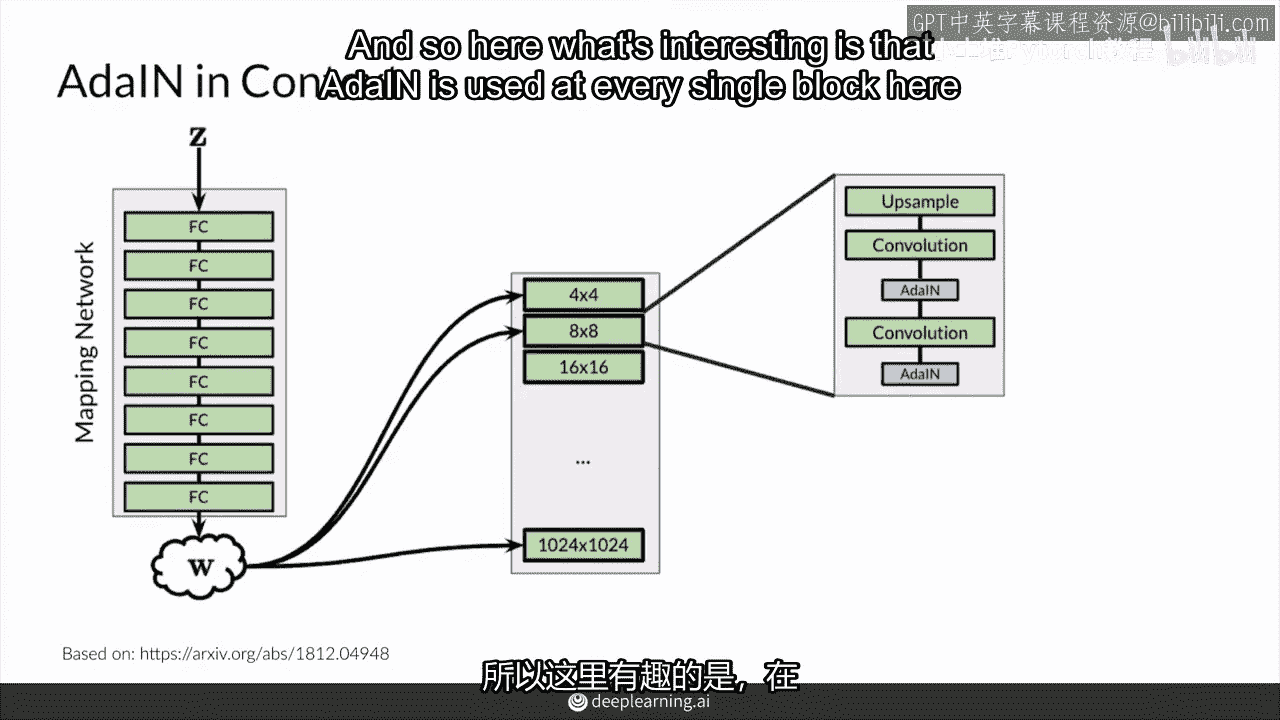 GPT中英字幕课程资源@bilibili.com
And so here what's interesting is that
AdaIN is used at every single block here
AdaIN in Con
z
Mapping Network
FC
FC
FC
FC
FC
FC
FC
FC
w
4x4
8x8
16x16
...
1024x1024
Upsample
Convolution
AdaIN
Convolution
AdaIN
Based on: https://arxiv.org/abs/1812.04948
所以这里有趣的是，在
deeplearning.ai